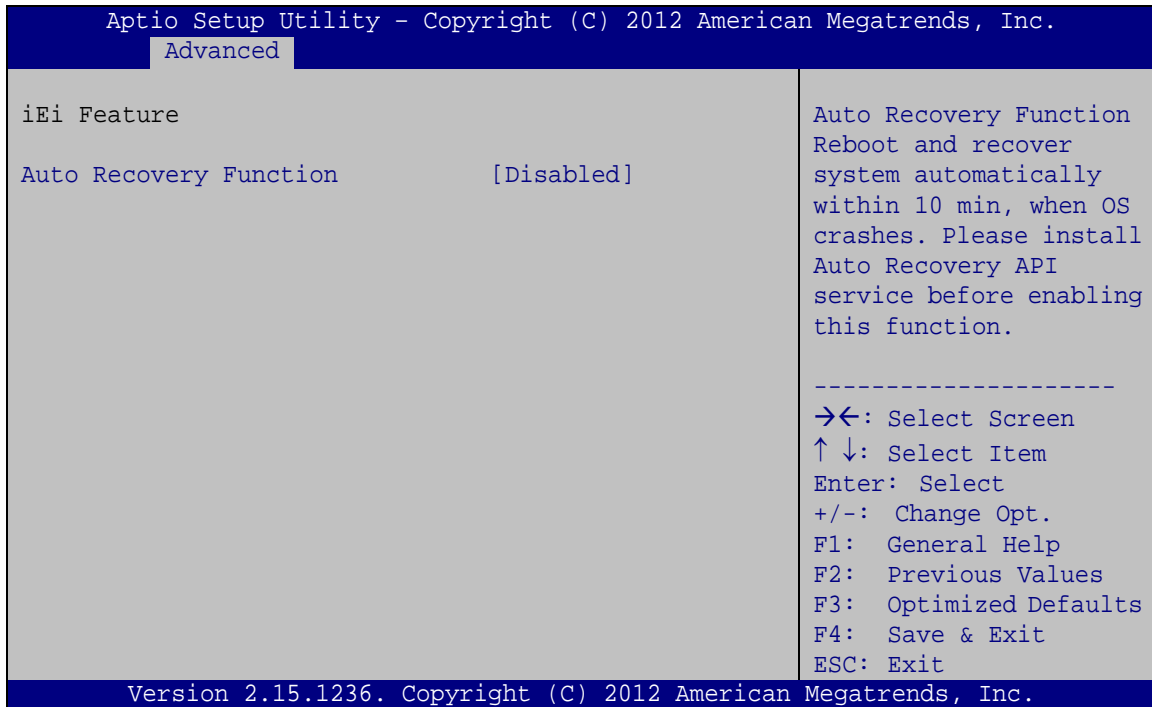 Aptio Setup Utility – Copyright (C) 2012 American Megatrends, Inc.
Advanced
iEi Feature
Auto Recovery Function [Disabled]
Auto Recovery Function
Reboot and recover
system automatically
within 10 min, when OS
crashes. Please install
Auto Recovery API
service before enabling
this function.
---------------------
→←: Select Screen
↑ ↓: Select Item
Enter: Select
+/-: Change Opt.
F1: General Help
F2: Previous Values
F3: Optimized Defaults
F4: Save & Exit
ESC: Exit
Version 2.15.1236. Copyright (C) 2012 American Megatrends, Inc.